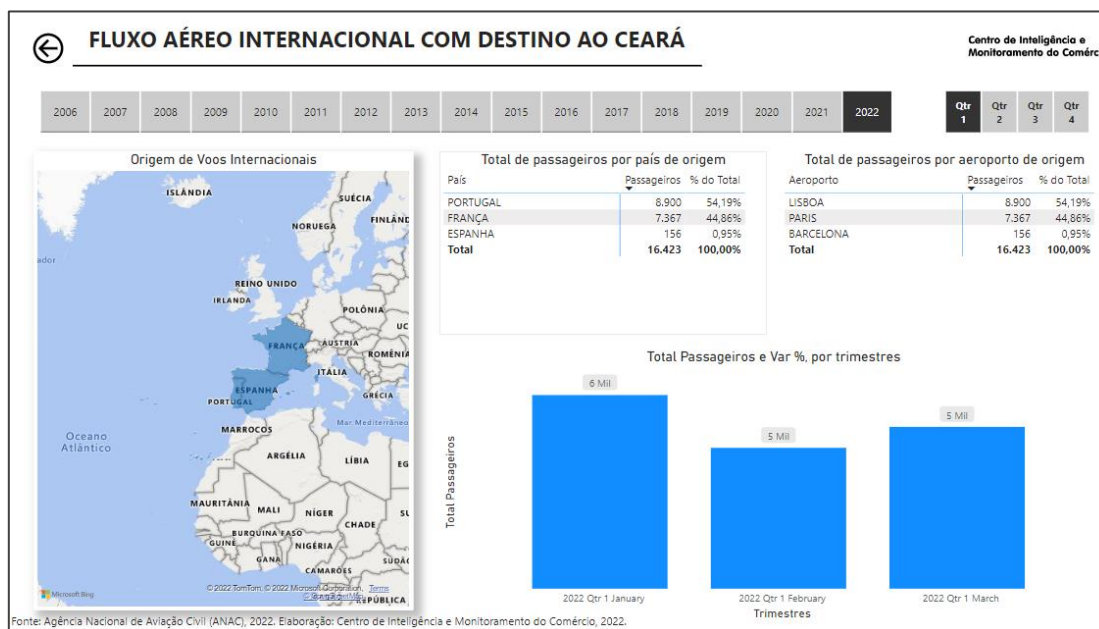 FLUXO AÉREO INTERNACIONAL COM DESTINO AO CEARÁ
Centro de Inteligência e
Monitoramento do Comérc
2006 2007 2008 2009 2010 2011 2012 2013 2014 2015 2016 2017 2018 2019 2020 2021 2022
Qtr 1 Qtr 2 Qtr 3 Qtr 4
Origem de Voos Internacionais
ISLÂNDIA
SUÉCIA
FINLÂND
NORUEGA
ador
REINO UNIDO
IRLANDA
POLÔNIA
UC
FRANÇA
ÁUSTRIA
ROMÊNIA
ITÁLIA
ESPANHA
PORTUGAL
GRÉCIA
Mar Mediterrâneo
MARROCOS
Oceano
Atlântico
ARGÉLIA
LÍBIA
EG
MAURITÂNIA
MALI
NÍGER
CHADE
SU
BURQUINA FASO
GUINÉ
NIGÉRIA
GANA
SUDÃO
CAMARÕES
REPÚBLICA
Microsoft Bing
© 2022 TomTom, © 2022 Microsoft Corporation, Terms
© OpenStreetMap
Total de passageiros por país de origem
País Passageiros % do Total
PORTUGAL 8.900 54,19%
FRANÇA 7.367 44,86%
ESPANHA 156 0,95%
Total 16.423 100,00%
Total de passageiros por aeroporto de origem
Aeroporto Passageiros % do Total
LISBOA 8.900 54,19%
PARIS 7.367 44,86%
BARCELONA 156 0,95%
Total 16.423 100,00%
Total Passageiros e Var %, por trimestres
6 Mil
5 Mil
5 Mil
Total Passageiros
2022 Qtr 1 January 2022 Qtr 1 February 2022 Qtr 1 March
Trimestres
Fonte: Agência Nacional de Aviação Civil (ANAC), 2022. Elaboração: Centro de Inteligência e Monitoramento do Comércio, 2022.